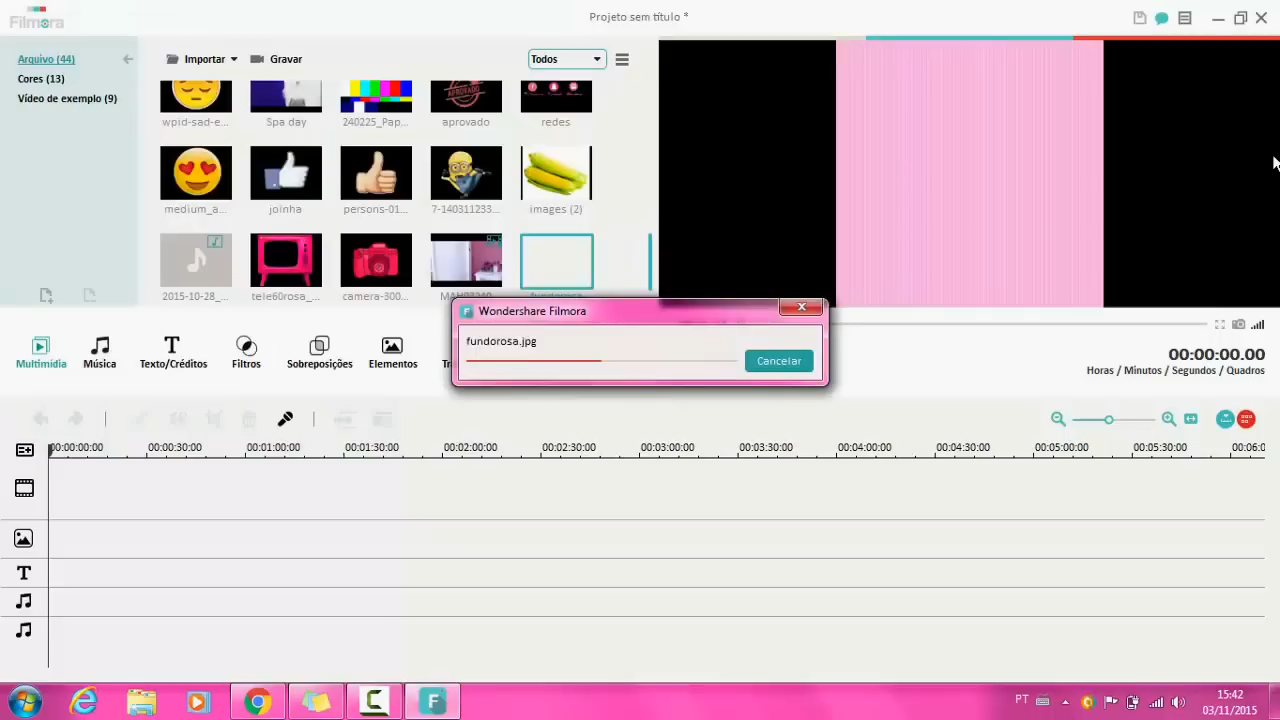 Filmora
Projeto sem título *
Arquivo (44)
Cores (13)
Vídeo de exemplo (9)
Importar
Gravar
Todos
wpid-sad-e...
Spa day
240225_Pap...
aprovado
redes
medium_a...
joinha
persons-01...
7-140311233...
images (2)
2015-10-28_...
tele60rosa_...
camera-300...
Wondershare Filmora
fundorosa.jpg
Cancelar
Multimídia
Música
Texto/Créditos
Filtros
Sobreposições
Elementos
00:00:00.00
Horas / Minutos / Segundos / Quadros
00:00:00:00
00:00:30:00
00:01:00:00
00:01:30:00
00:02:00:00
00:02:30:00
00:03:00:00
00:03:30:00
00:04:00:00
00:04:30:00
00:05:00:00
00:05:30:00
00:06:0
PT
15:42
03/11/2015